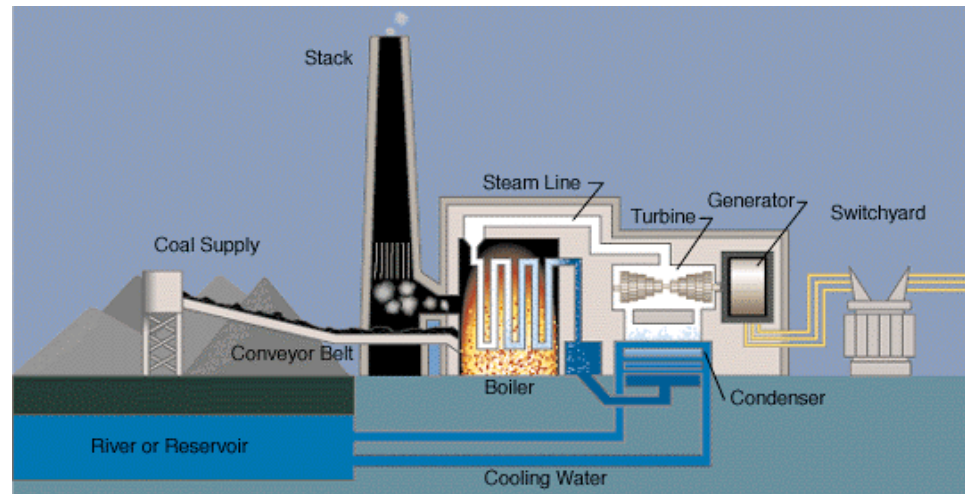 Stack
Steam Line
Generator
Turbine
Switchyard
Coal Supply
Conveyor Belt
Boiler
Condenser
River or Reservoir
Cooling Water